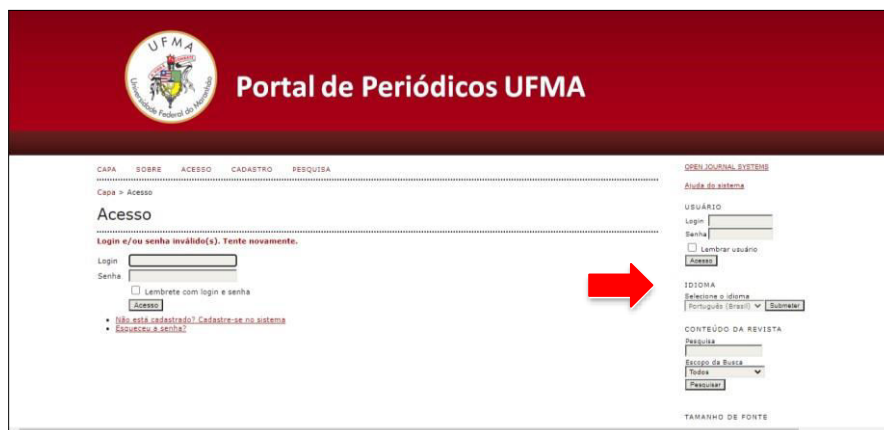 UFMA
Universidade Federal do Maranhão
Portal de Periódicos UFMA
CAPA SOBRE ACESSO CADASTRO PESQUISA
Capa > Acesso
Acesso
Login e/ou senha inválido(s). Tente novamente.
Login
Senha
Lembrete com login e senha
Acesso
Não está cadastrado? Cadastre-se no sistema
Esqueceu a senha?
OPEN JOURNAL SYSTEMS
Ajuda do sistema
USUÁRIO
Login
Senha
Lembrar usuário
Acesso
IDIOMA
Selecione o idioma
Português (Brasil) Submeter
CONTEÚDO DA REVISTA
Pesquisa
Escopo da Busca
Todos
Pesquisar
TAMANHO DE FONTE